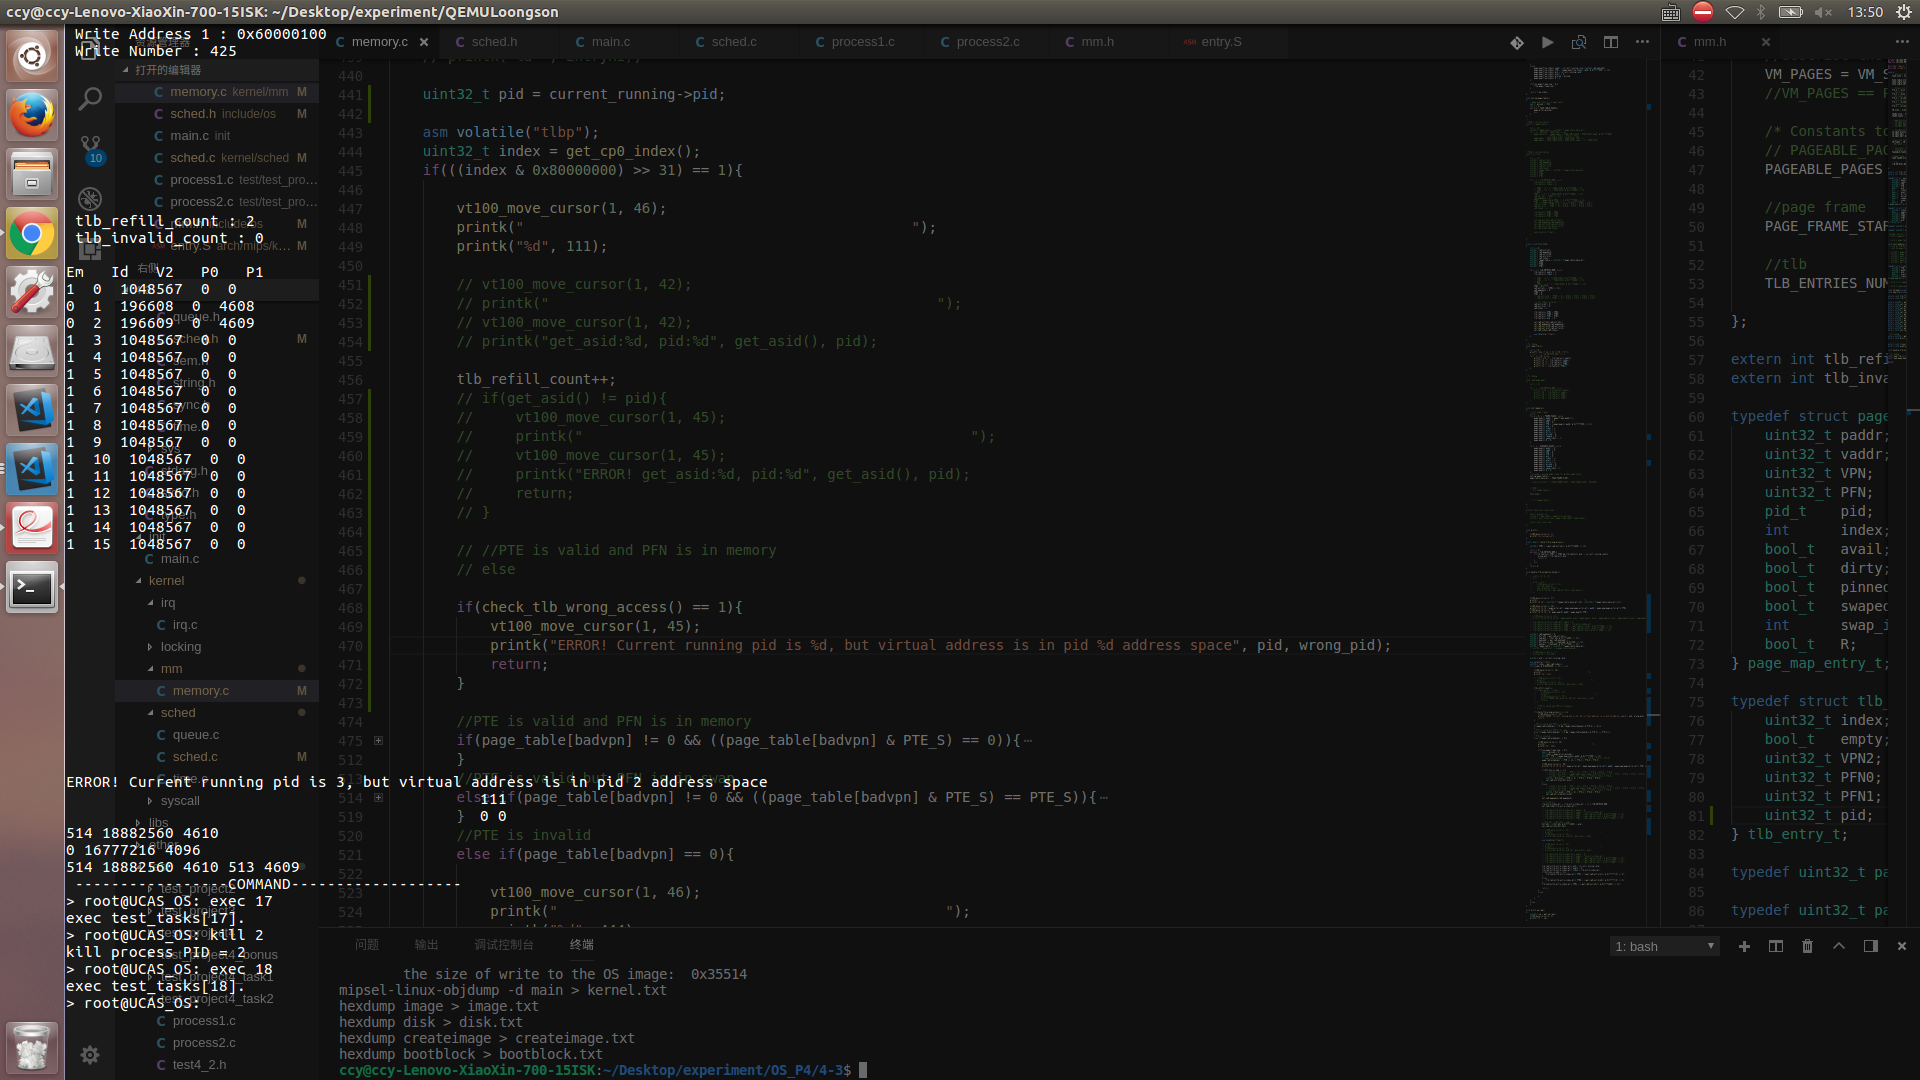 ccy@ccy-Lenovo-XiaoXin-700-15ISK: ~/Desktop/experiment/QEMULoongson
13:50
Write Address 1 : 0x60000100
Write Number : 425
打开的编辑器
memory.c kernel/mm M
sched.h include/os M
main.c init
sched.c kernel/sched M
process1.c test/test_pro...
process2.c test/test_pro...
10
tlb_refill_count : 2
tlb_invalid_count : 0
Em Id V2 P0 P1
1 0 1048567 0 0
0 1 196608 0 4608
0 2 196609 0 4609
1 3 1048567 0 0
1 4 1048567 0 0
1 5 1048567 0 0
1 6 1048567 0 0
1 7 1048567 0 0
1 8 1048567 0 0
1 9 1048567 0 0
1 10 1048567 0 0
1 11 1048567 0 0
1 12 1048567 0 0
1 13 1048567 0 0
1 14 1048567 0 0
1 15 1048567 0 0
main.c
kernel
irq
irq.c
locking
mm
memory.c M
sched
queue.c
sched.c M
syscall
libs
ERROR! Current running pid is 3, but virtual address is in pid 2 address space
111
0 0
514 18882560 4610
0 16777216 4096
514 18882560 4610 513 4609
------------------COMMAND--------------------
> root@UCAS_OS: exec 17
exec test_tasks[17].
> root@UCAS_OS: kill 2
kill process PID = 2
> root@UCAS_OS: exec 18
exec test_tasks[18].
> root@UCAS_OS:
process1.c
process2.c
test4_2.h
memory.c
sched.h
main.c
sched.c
process1.c
process2.c
mm.h
entry.S
440
441 uint32_t pid = current_running->pid;
442
443 asm volatile("tlbp");
444 uint32_t index = get_cp0_index();
445 if(((index & 0x80000000) >> 31) == 1){
446
447 vt100_move_cursor(1, 46);
448 printk(" ");
449 printk("%d", 111);
450
451 // vt100_move_cursor(1, 42);
452 // printk(" ");
453 // vt100_move_cursor(1, 42);
454 // printk("get_asid:%d, pid:%d", get_asid(), pid);
455
456 tlb_refill_count++;
457 // if(get_asid() != pid){
458 // vt100_move_cursor(1, 45);
459 // printk(" ");
460 // vt100_move_cursor(1, 45);
461 // printk("ERROR! get_asid:%d, pid:%d", get_asid(), pid);
462 // return;
463 // }
464
465 // //PTE is valid and PFN is in memory
466 // else
467
468 if(check_tlb_wrong_access() == 1){
469 vt100_move_cursor(1, 45);
470 printk("ERROR! Current running pid is %d, but virtual address is in pid %d address space", pid, wrong_pid);
471 return;
472 }
473
474 //PTE is valid and PFN is in memory
475 if(page_table[badvpn] != 0 && ((page_table[badvpn] & PTE_S) == 0)){
512 }
514 else if(page_table[badvpn] != 0 && ((page_table[badvpn] & PTE_S) == PTE_S)){
519 }
520 //PTE is invalid
521 else if(page_table[badvpn] == 0){
522
523 vt100_move_cursor(1, 46);
524 printk(" ");
mm.h
42 VM_PAGES = VM_S
43 //VM_PAGES == P
44
45 /* Constants to
46 // PAGEABLE_PAG
47 PAGEABLE_PAGES
48
49 //page frame
50 PAGE_FRAME_STAR
51
52 //tlb
53 TLB_ENTRIES_NUM
54
55 };
56
57 extern int tlb_refi
58 extern int tlb_inva
59
60 typedef struct page
61 uint32_t paddr;
62 uint32_t vaddr;
63 uint32_t VPN;
64 uint32_t PFN;
65 pid_t pid;
66 int index;
67 bool_t avail;
68 bool_t dirty;
69 bool_t pinned
70 bool_t swaped
71 int swap_i
72 bool_t R;
73 } page_map_entry_t;
74
75 typedef struct tlb_
76 uint32_t index;
77 bool_t empty;
78 uint32_t VPN2;
79 uint32_t PFN0;
80 uint32_t PFN1;
81 uint32_t pid;
82 } tlb_entry_t;
83
84 typedef uint32_t pa
85
86 typedef uint32_t pa
问题 输出 调试控制台 终端
1: bash
the size of write to the OS image: 0x35514
mipsel-linux-objdump -d main > kernel.txt
hexdump image > image.txt
hexdump disk > disk.txt
hexdump createimage > createimage.txt
hexdump bootblock > bootblock.txt
ccy@ccy-Lenovo-XiaoXin-700-15ISK:~/Desktop/experiment/OS_P4/4-3$